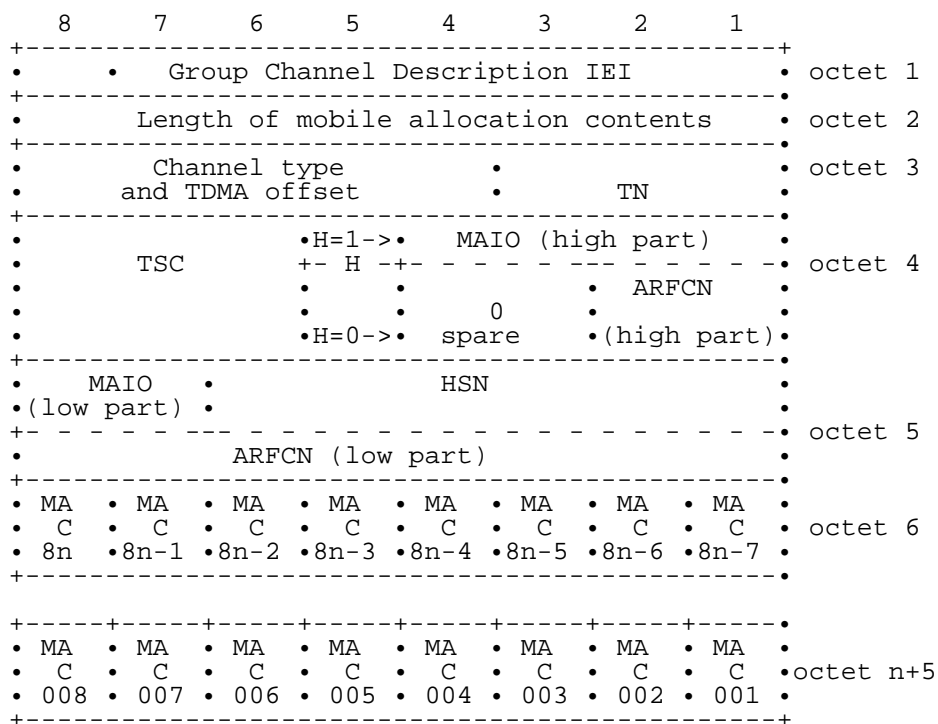 8 7 6 5 4 3 2 1
+-----------------------------------------------+
• • Group Channel Description IEI • octet 1
+-----------------------------------------------•
• Length of mobile allocation contents • octet 2
+-----------------------------------------------•
• Channel type • • octet 3
• and TDMA offset • TN •
+-----------------------------------------------•
• •H=1->• MAIO (high part) •
• TSC +- H -+- - - - - --- - - - - -• octet 4
• • • • ARFCN •
• • • 0 • •
• •H=0->• spare •(high part)•
+-----------------------------------------------•
• MAIO • HSN •
•(low part) • •
+- - - - - --- - - - - - - - - - - - - - - - - -• octet 5
• ARFCN (low part) •
+-----------------------------------------------•
• MA • MA • MA • MA • MA • MA • MA • MA •
• C • C • C • C • C • C • C • C • octet 6
• 8n •8n-1 •8n-2 •8n-3 •8n-4 •8n-5 •8n-6 •8n-7 •
+-----------------------------------------------•
+-----+-----+-----+-----+-----+-----+-----+-----•
• MA • MA • MA • MA • MA • MA • MA • MA •
• C • C • C • C • C • C • C • C •octet n+5
• 008 • 007 • 006 • 005 • 004 • 003 • 002 • 001 •
+-----------------------------------------------+